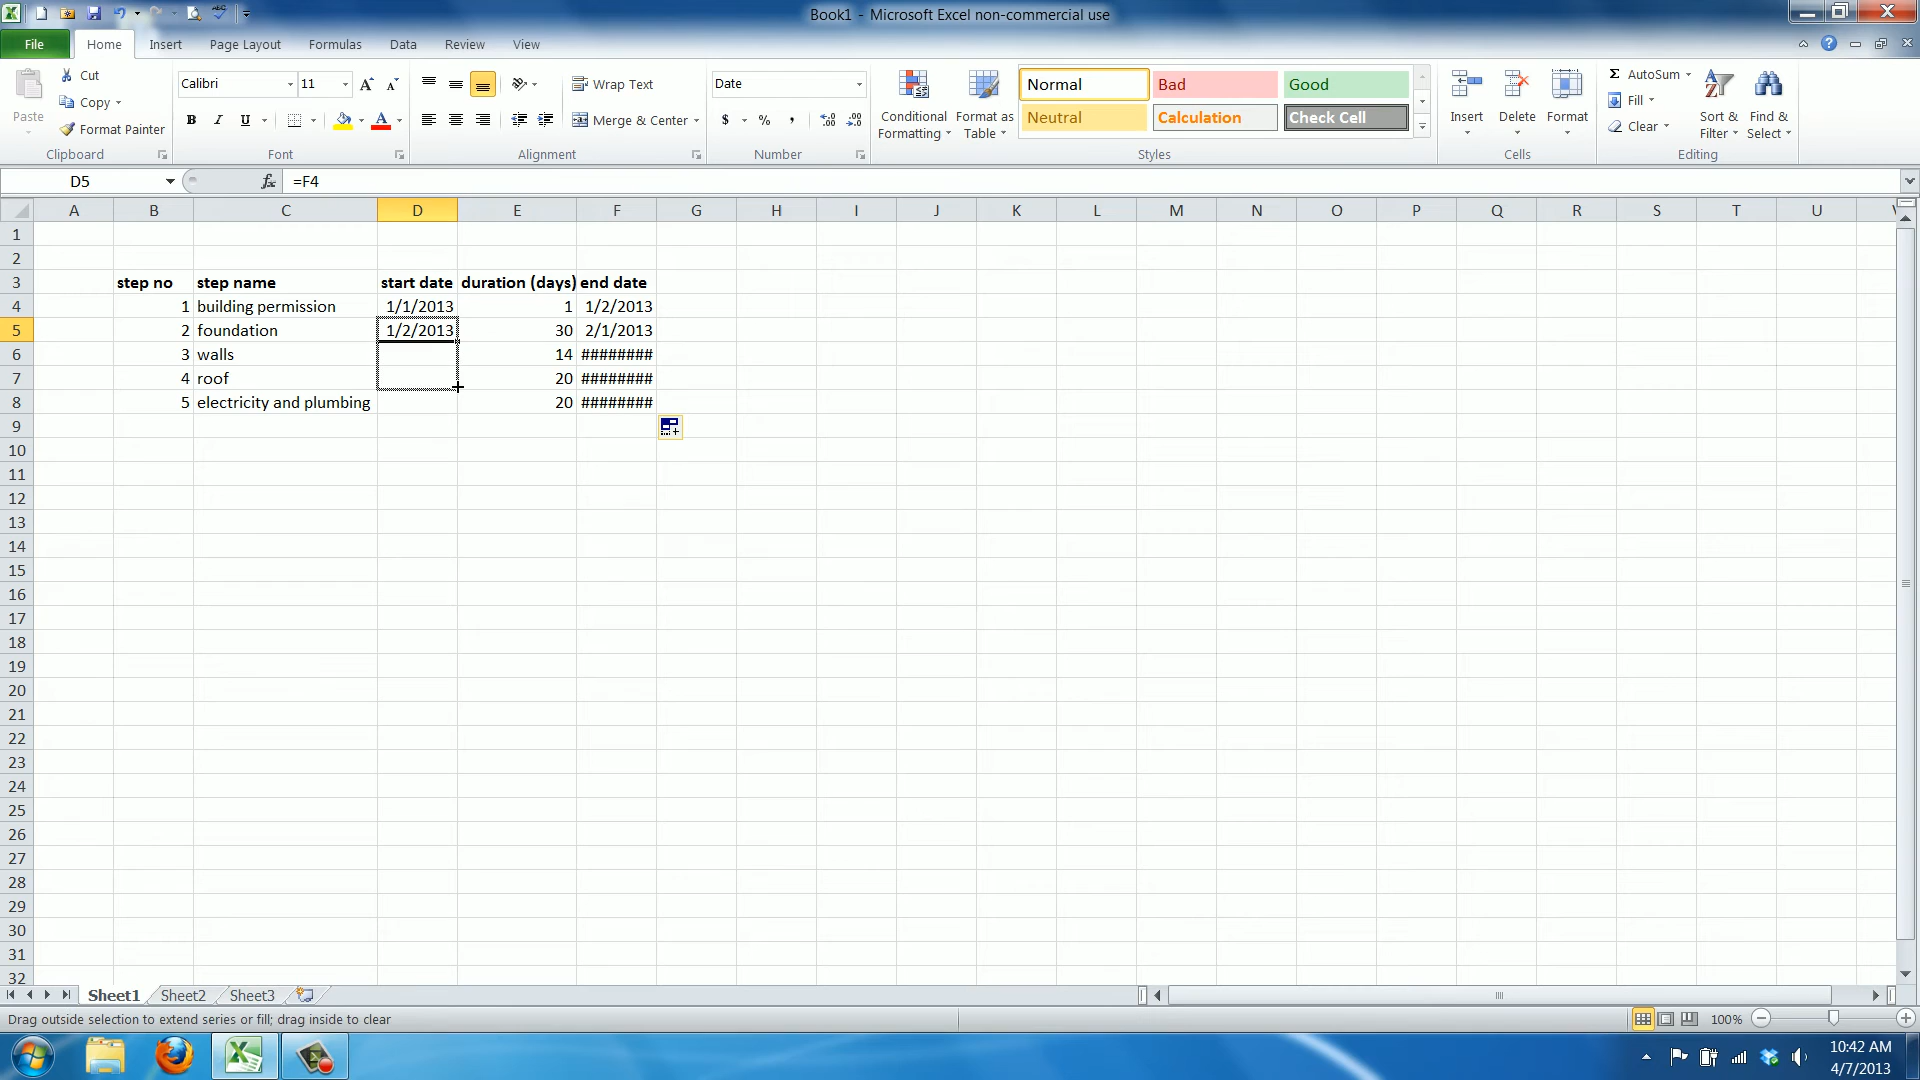 Book1 - Microsoft Excel non-commercial use
File Home Insert Page Layout Formulas Data Review View
Paste
Cut
Copy
Format Painter
Clipboard
Calibri 11
B I U
Font
Wrap Text
Merge & Center
Alignment
Date
$ % ,
Number
Conditional Formatting
Format as Table
Normal Bad Good
Neutral Calculation Check Cell
Styles
Insert Delete Format
Cells
AutoSum
Fill
Clear
Sort & Filter
Find & Select
Editing
D5 fx =F4
A B C D E F G H I J K L M N O P Q R S T U
1
2
3 step no step name start date duration (days) end date
4 1 building permission 1/1/2013 1 1/2/2013
5 2 foundation 1/2/2013 30 2/1/2013
6 3 walls 14 ########
7 4 roof 20 ########
8 5 electricity and plumbing 20 ########
9
10
11
12
13
14
15
16
17
18
19
20
21
22
23
24
25
26
27
28
29
30
31
32
Sheet1 Sheet2 Sheet3
Drag outside selection to extend series or fill; drag inside to clear
100%
10:42 AM
4/7/2013